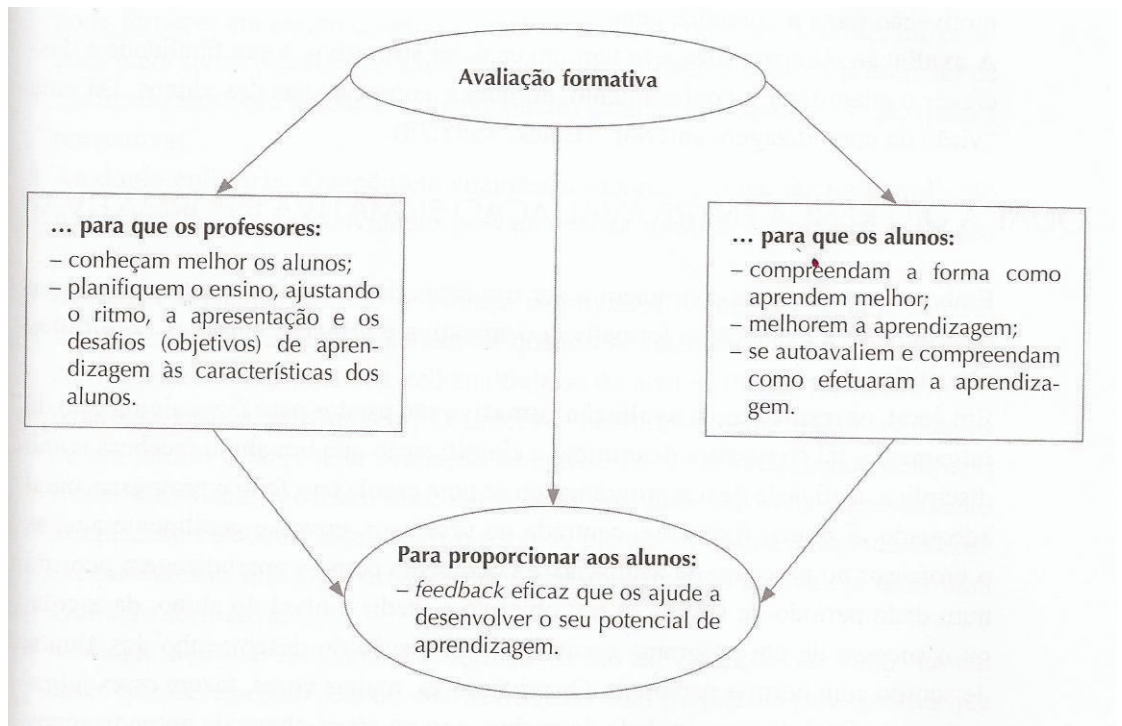 Avaliação formativa
... para que os professores:
– conheçam melhor os alunos;
– planifiquem o ensino, ajustando
o ritmo, a apresentação e os
desafios (objetivos) de apren-
dizagem às características dos
alunos.
... para que os alunos:
– compreendam a forma como
aprendem melhor;
– melhorem a aprendizagem;
– se autoavaliem e compreendam
como efetuaram a aprendiza-
gem.
Para proporcionar aos alunos:
– feedback eficaz que os ajude a
desenvolver o seu potencial de
aprendizagem.